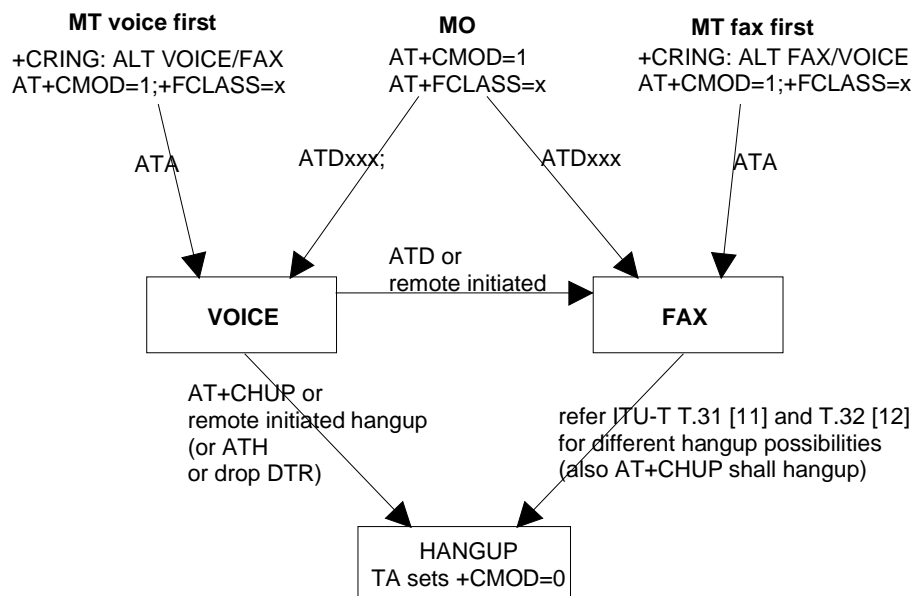 MT voice first
+CRING: ALT VOICE/FAX
AT+CMOD=1;+FCLASS=x
MO
AT+CMOD=1
AT+FCLASS=x
MT fax first
+CRING: ALT FAX/VOICE
AT+CMOD=1;+FCLASS=x
ATA
ATDxxx;
ATDxxx
ATA
ATD or
remote initiated
VOICE
FAX
AT+CHUP or
remote initiated hangup
(or ATH
or drop DTR)
refer ITU-T T.31 [11] and T.32 [12]
for different hangup possibilities
(also AT+CHUP shall hangup)
HANGUP
TA sets +CMOD=0